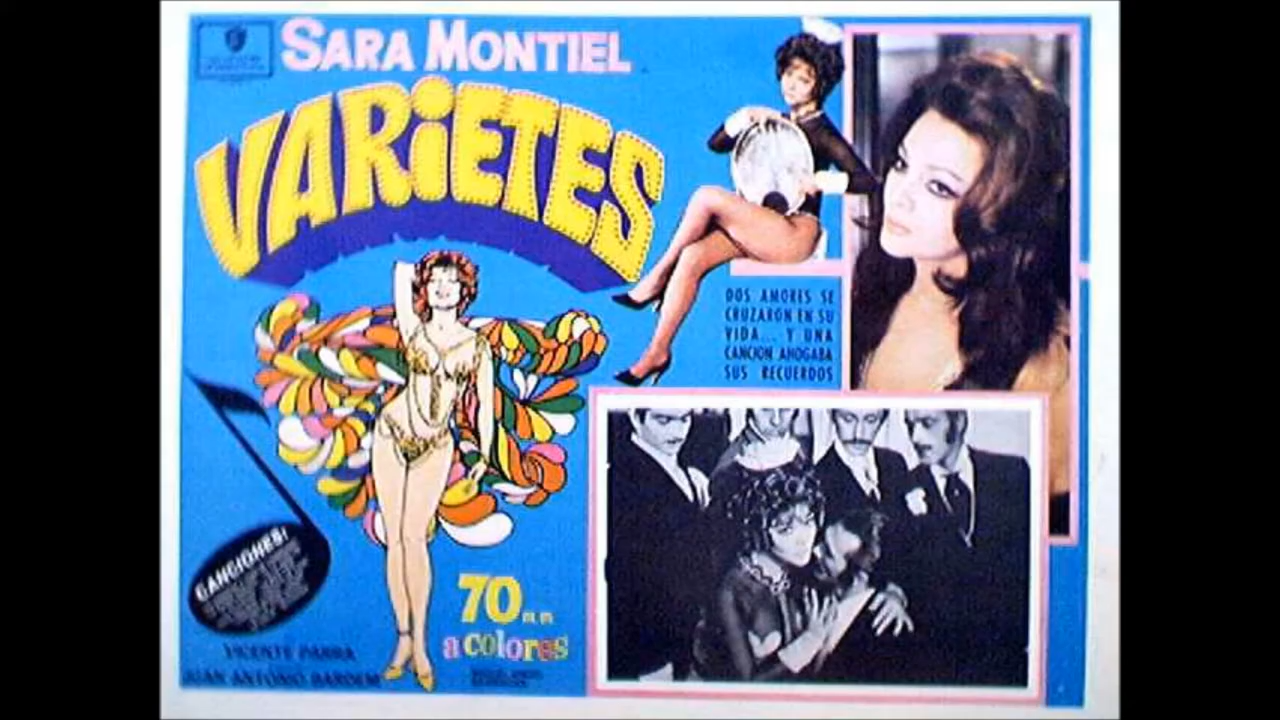 SARA MONTIEL
VARIETES
DOS AMORES SE
CRUZARON EN SU
VIDA... Y UNA
CANCION AHOGABA
SUS RECUERDOS
CANCIONES:
70mm
a colores
VICENTE PARRA
JUAN ANTONIO BARDEM